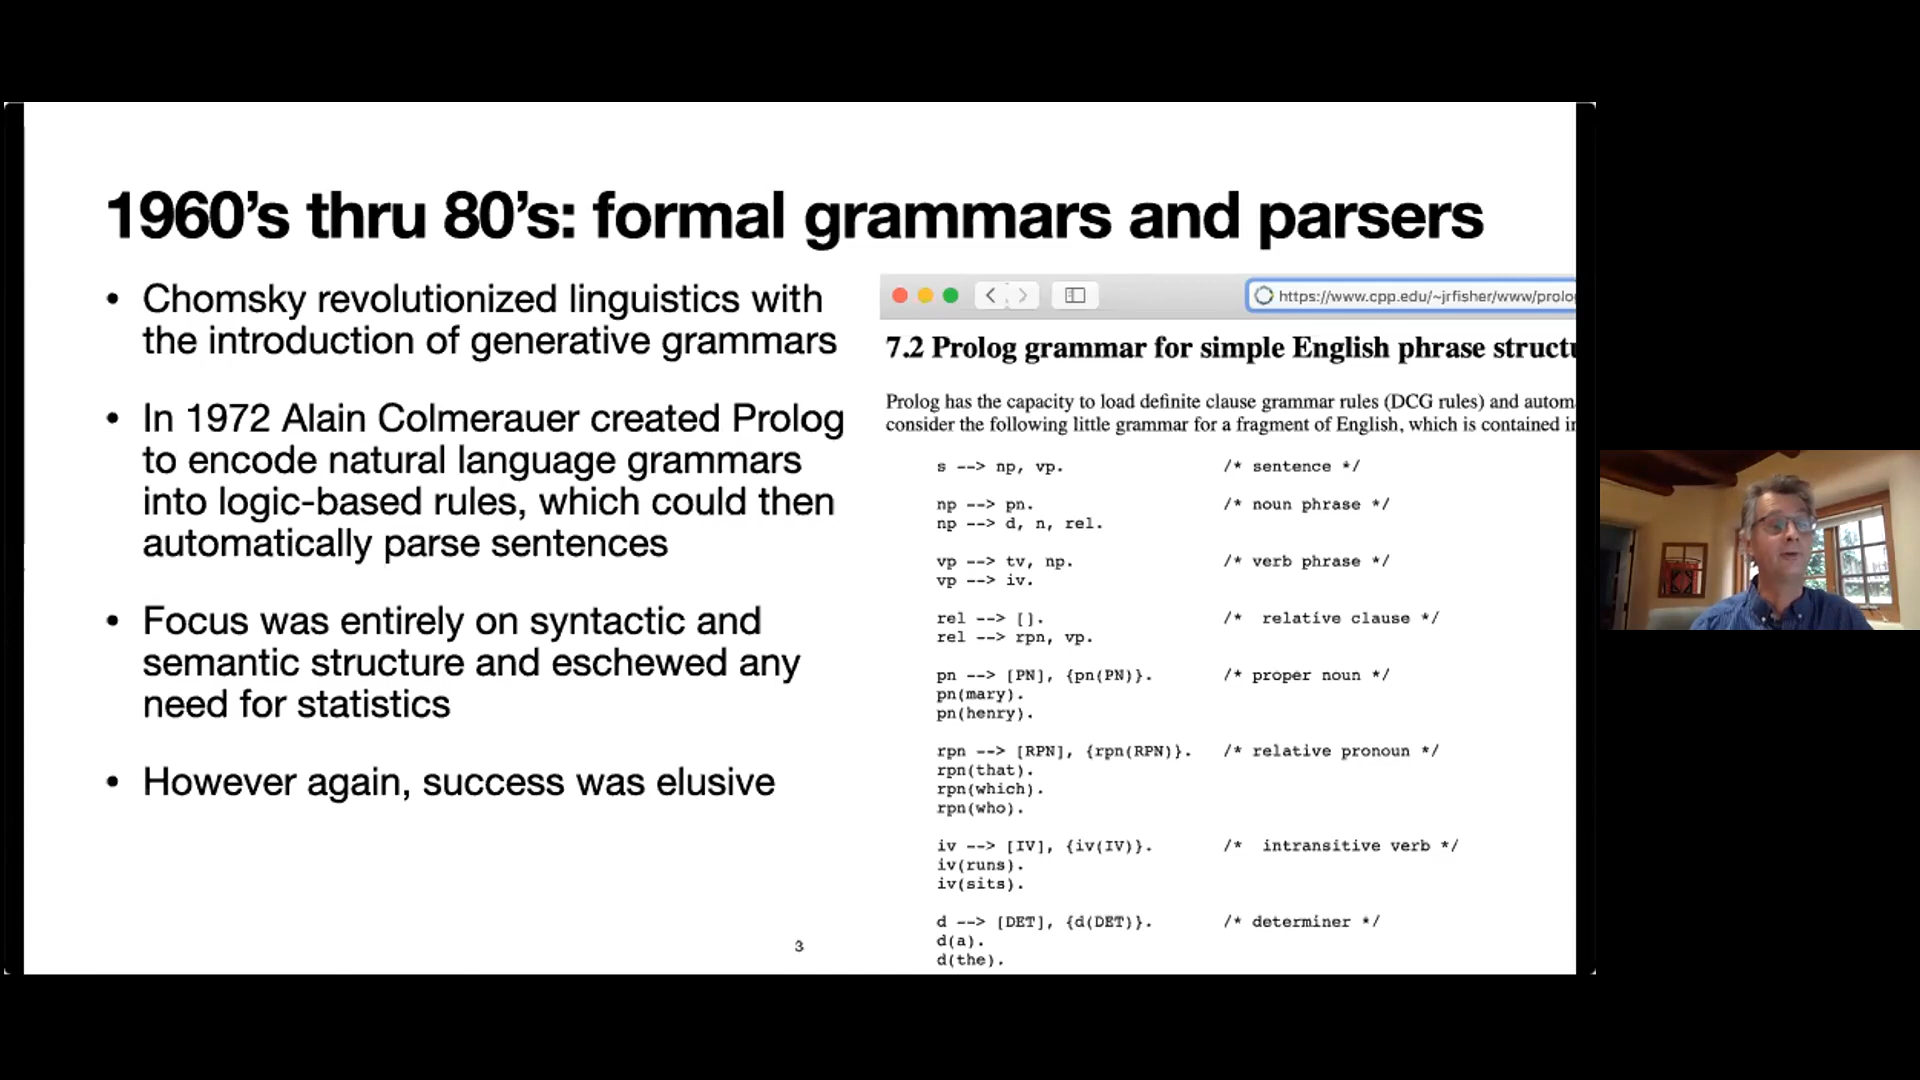 1960's thru 80's: formal grammars and parsers
• Chomsky revolutionized linguistics with
the introduction of generative grammars
• In 1972 Alain Colmerauer created Prolog
to encode natural language grammars
into logic-based rules, which could then
automatically parse sentences
• Focus was entirely on syntactic and
semantic structure and eschewed any
need for statistics
• However again, success was elusive
https://www.cpp.edu/~jrfisher/www/prolo
7.2 Prolog grammar for simple English phrase structu
Prolog has the capacity to load definite clause grammar rules (DCG rules) and autom
consider the following little grammar for a fragment of English, which is contained in
s --> np, vp. /* sentence */
np --> pn. /* noun phrase */
np --> d, n, rel.
vp --> tv, np. /* verb phrase */
vp --> iv.
rel --> []. /* relative clause */
rel --> rpn, vp.
pn --> [PN], {pn(PN)}. /* proper noun */
pn(mary).
pn(henry).
rpn --> [RPN], {rpn(RPN)}. /* relative pronoun */
rpn(that).
rpn(which).
rpn(who).
iv --> [IV], {iv(IV)}. /* intransitive verb */
iv(runs).
iv(sits).
d --> [DET], {d(DET)}. /* determiner */
d(a).
d(the).
3